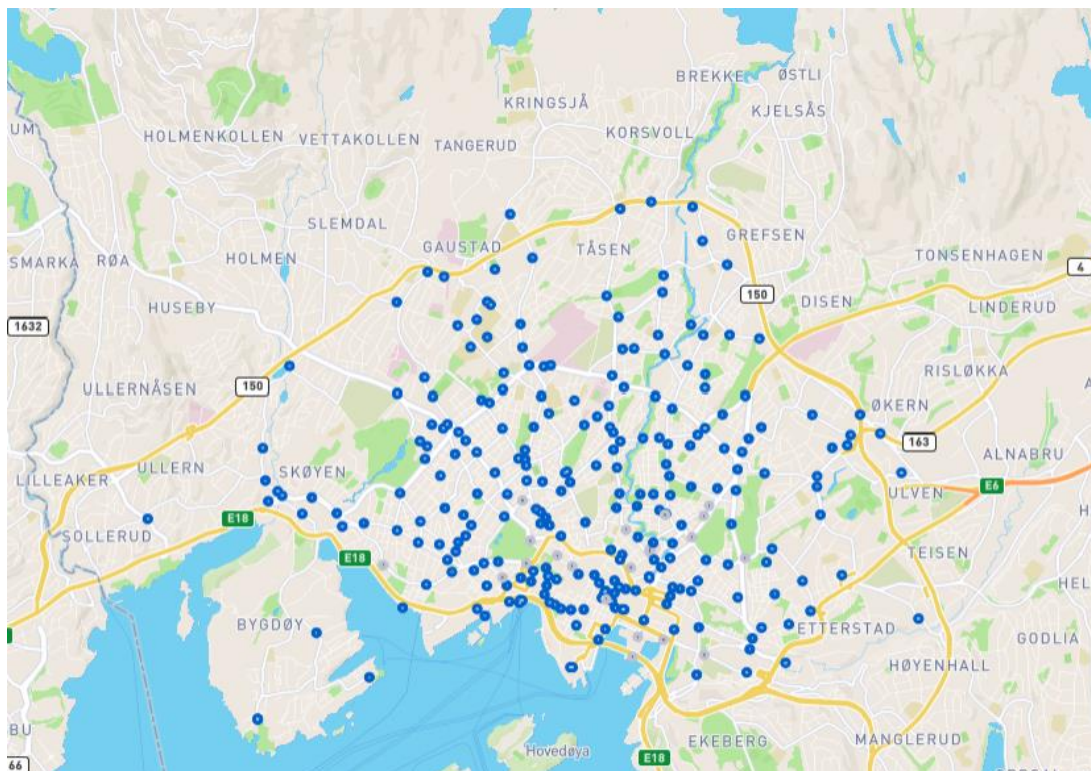 BREKKE
ØSTLI
KRINGSJÅ
KJELSÅS
UM
HOLMENKOLLEN
VETTAKOLLEN
TANGERUD
KORSVOLL
SLEMDAL
GAUSTAD
TÅSEN
GREFSEN
SMARKA
RØA
HOLMEN
TONSENHAGEN
4
HUSEBY
150
DISEN
LINDERUD
1632
RISLØKKA
ULLERNÅSEN
150
ØKERN
163
LILLEAKER
ULLERN
SKØYEN
ALNABRU
E6
ULVEN
SOLLERUD
E18
E18
TEISEN
HEL
BYGDØY
ETTERSTAD
GODLIA
HØYENHALL
BU
EKEBERG
MANGLERUD
Hovedøya
E18
66